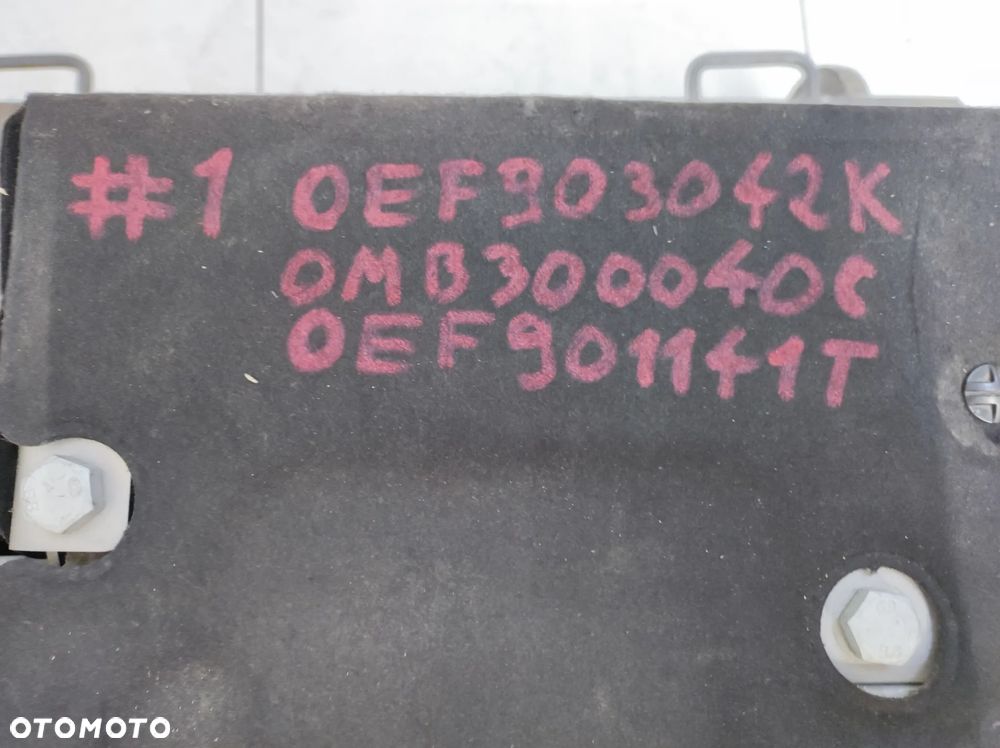 #1 0EF903042K
0MB300040C
0EF901141T
OTOMOTO